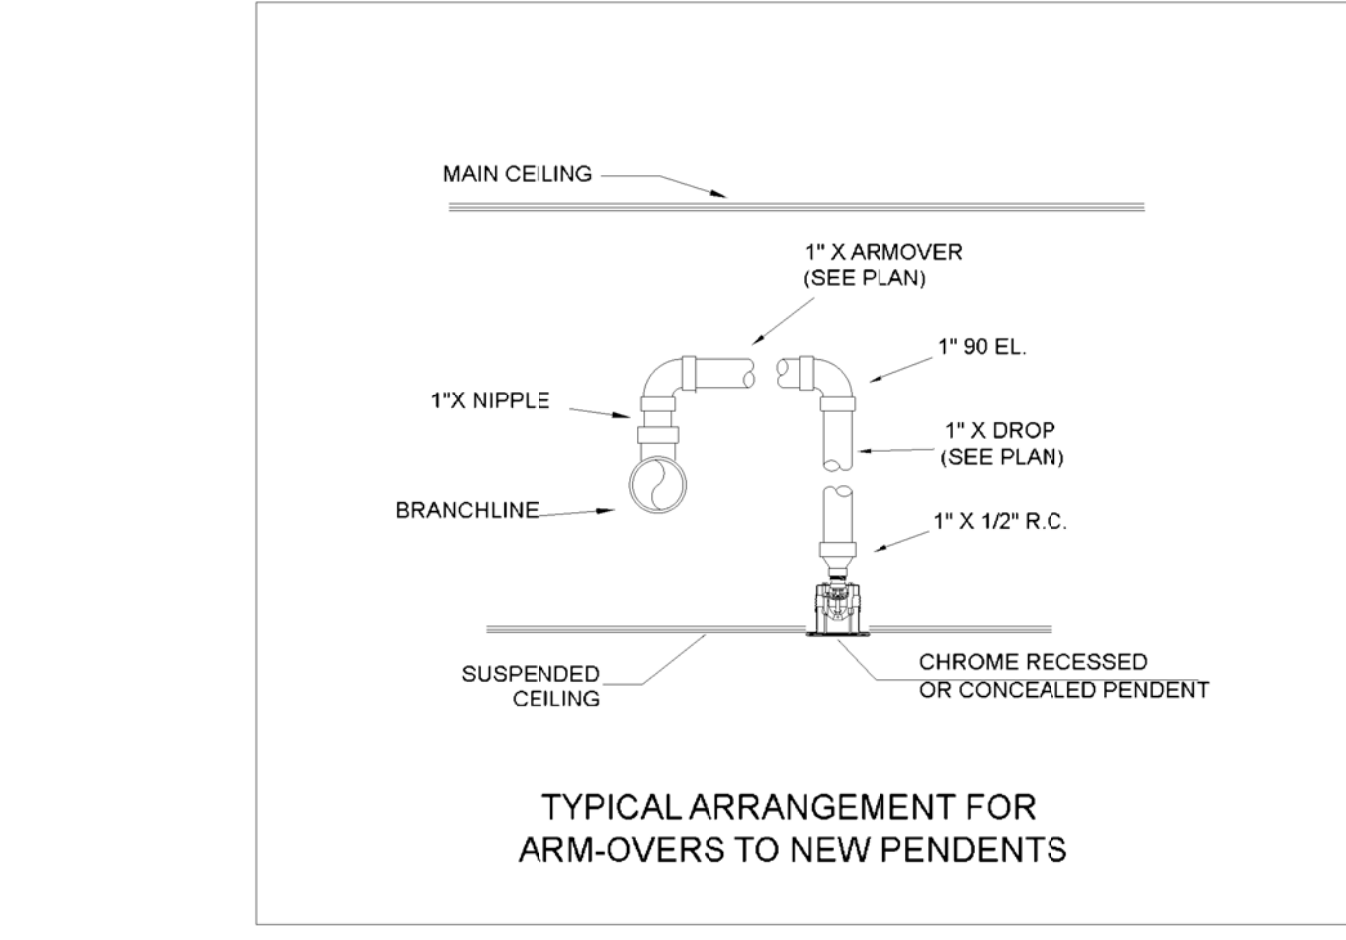 MAIN CEILING
1" X ARMOVER
(SEE PLAN)
1" 90 EL.
1"X NIPPLE
1" X DROP
(SEE PLAN)
BRANCHLINE
1" X 1/2" R.C.
SUSPENDED
CEILING
CHROME RECESSED
OR CONCEALED PENDENT
TYPICAL ARRANGEMENT FOR
ARM-OVERS TO NEW PENDENTS